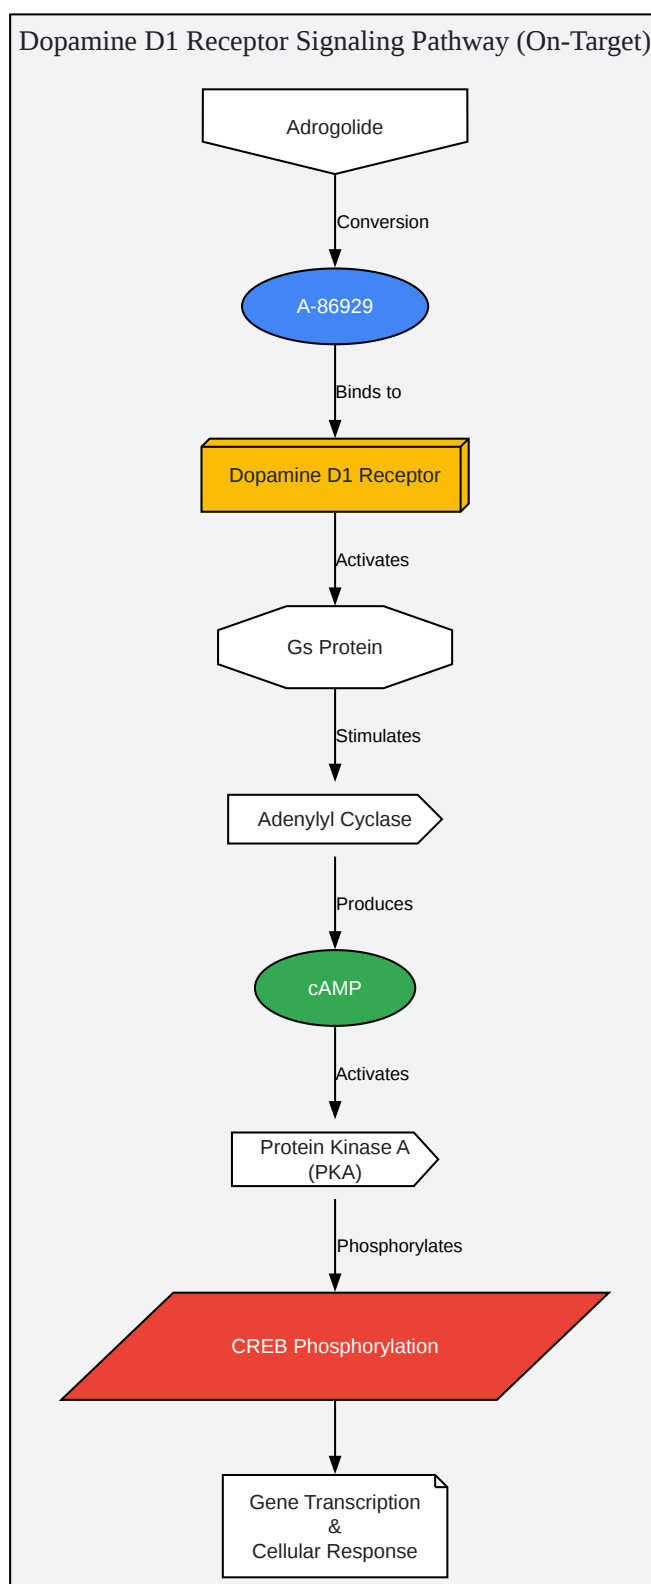 Dopamine D1 Receptor Signaling Pathway (On-Target)
Adrogolide
Conversion
A-86929
Binds to
Dopamine D1 Receptor
Activates
Gs Protein
Stimulates
Adenylyl Cyclase
Produces
cAMP
Activates
Protein Kinase A
(PKA)
Phosphorylates
CREB Phosphorylation
Gene Transcription
&
Cellular Response